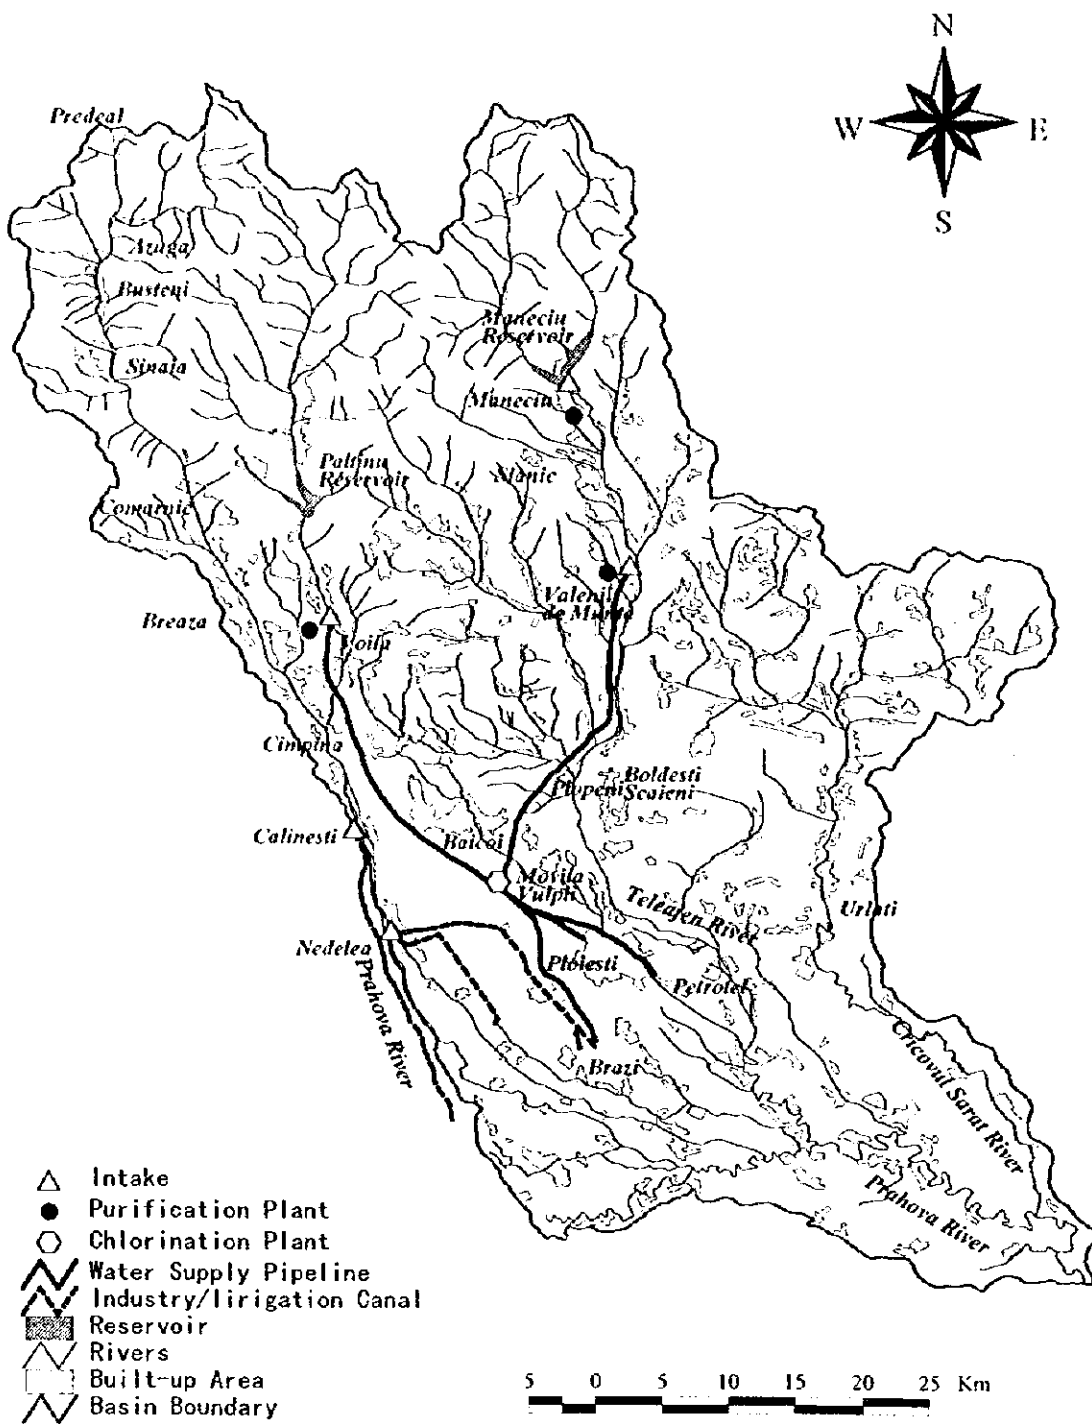 N
W E
S
Predeal
Azuga
Busteni
Sinaia
Maneciu
Reservoir
Maneciu
Paltinu
Reservoir
Slanic
Comarnic
Valenii
de Munte
Breaza
Voila
Cimpina
Boldesti
Plopeni Scaieni
Calinesti
Baicoi
Movila
Vulpii
Teleajen River
Urlati
Nedelea
Ploiesti
Petrotel
Prahova River
Brazi
Cricovul Sarat River
Prahova River
Intake
Purification Plant
Chlorination Plant
Water Supply Pipeline
Industry/Iirigation Canal
Reservoir
Rivers
Built-up Area
Basin Boundary
5 0 5 10 15 20 25 Km